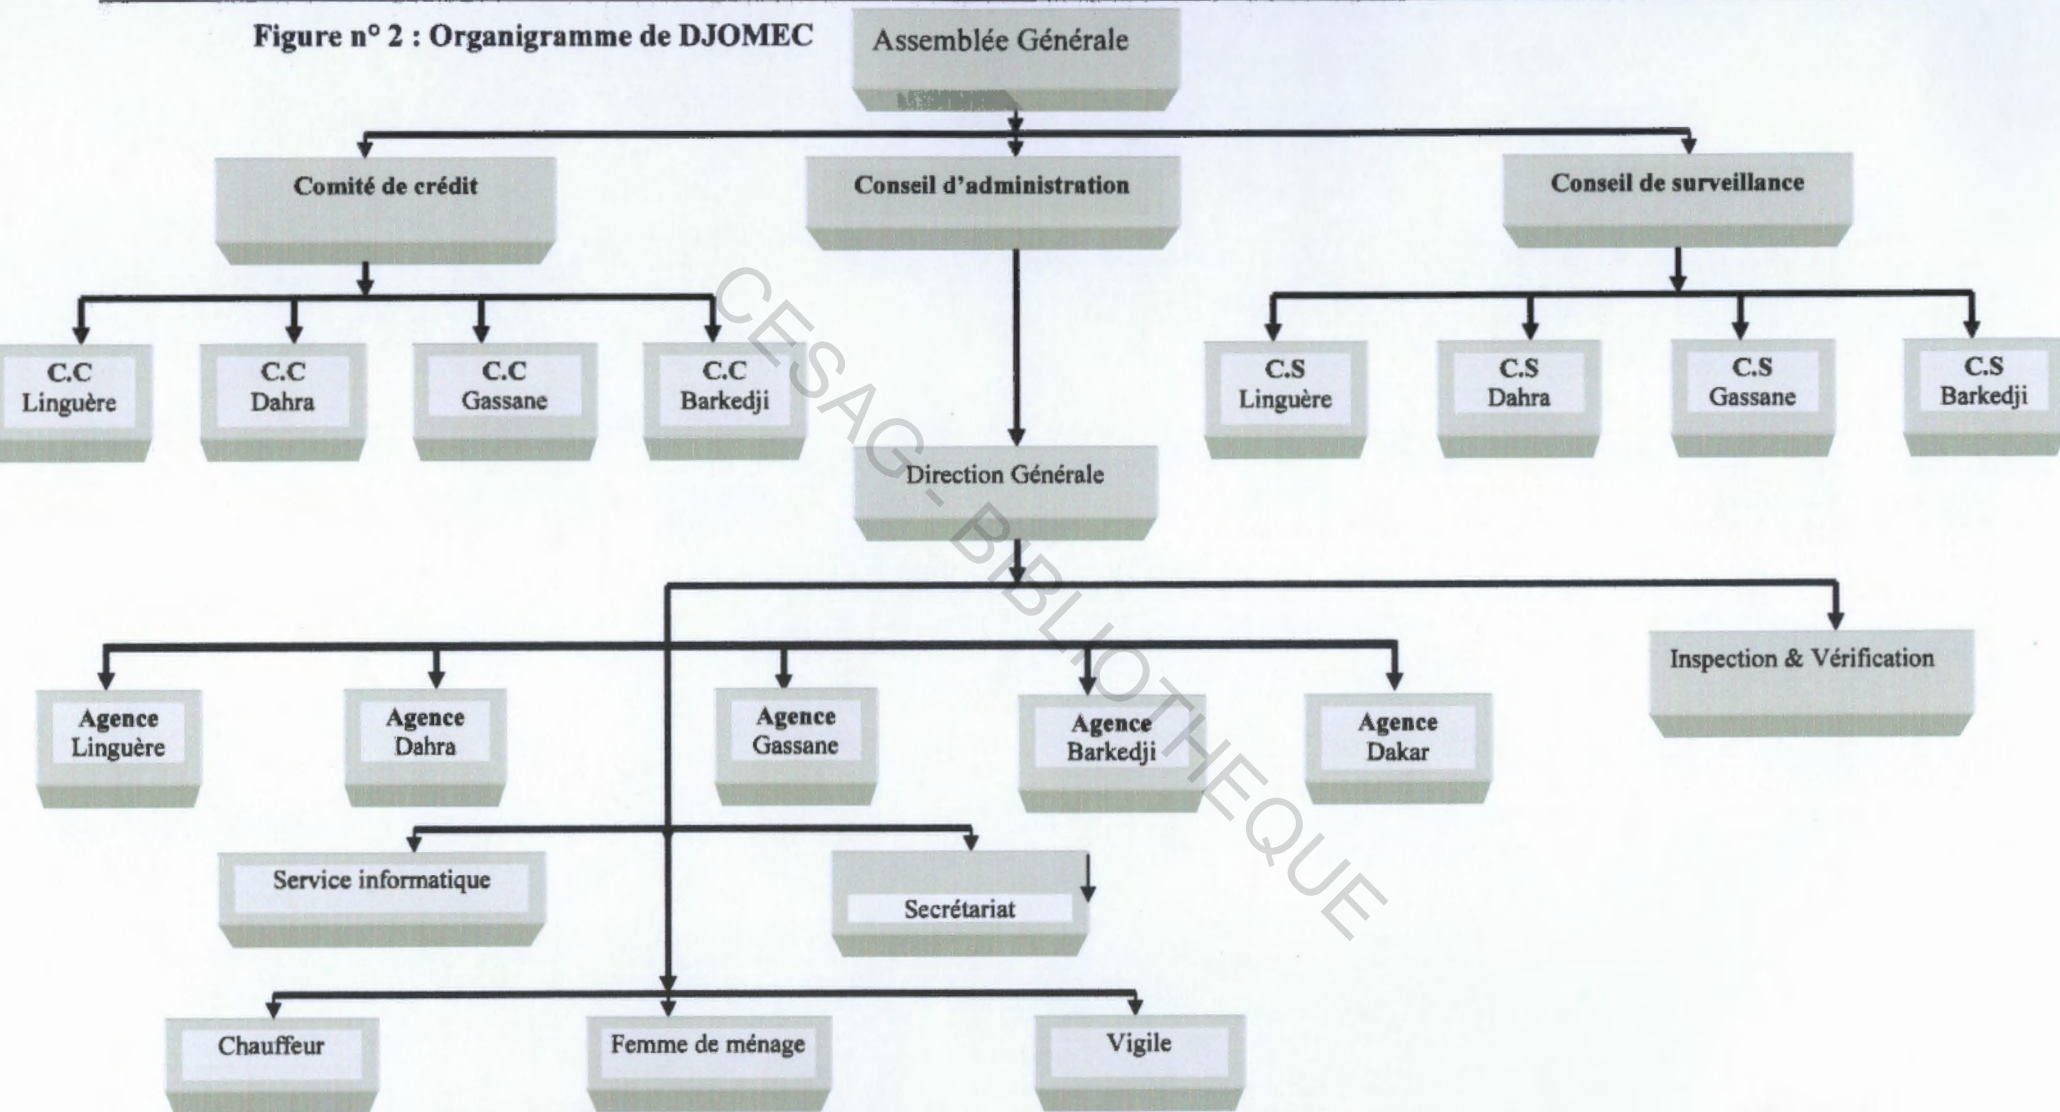 Figure n° 2 : Organigramme de DJOMEC
Assemblée Générale
Comité de crédit
Conseil d'administration
Conseil de surveillance
C.C
Linguère
C.C
Dahra
C.C
Gassane
C.C
Barkedji
C.S
Linguère
C.S
Dahra
C.S
Gassane
C.S
Barkedji
Direction Générale
Inspection & Vérification
Agence
Linguère
Agence
Dahra
Agence
Gassane
Agence
Barkedji
Agence
Dakar
Service informatique
Secrétariat
Chauffeur
Femme de ménage
Vigile
CESAG - BIBLIOTHEQUE